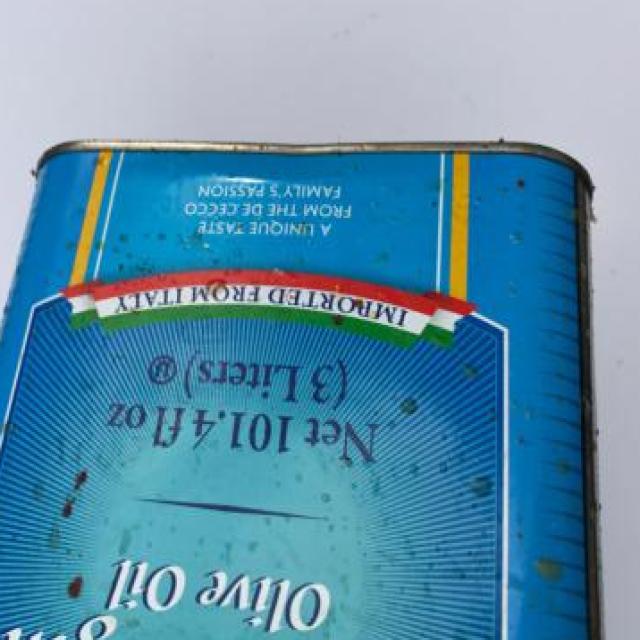 Olive Oil
Net 101.4 fl oz
(3 Liters) U
IMPORTED FROM ITALY
A UNIQUE TASTE
FROM THE DE CECCO
FAMILY'S PASSION